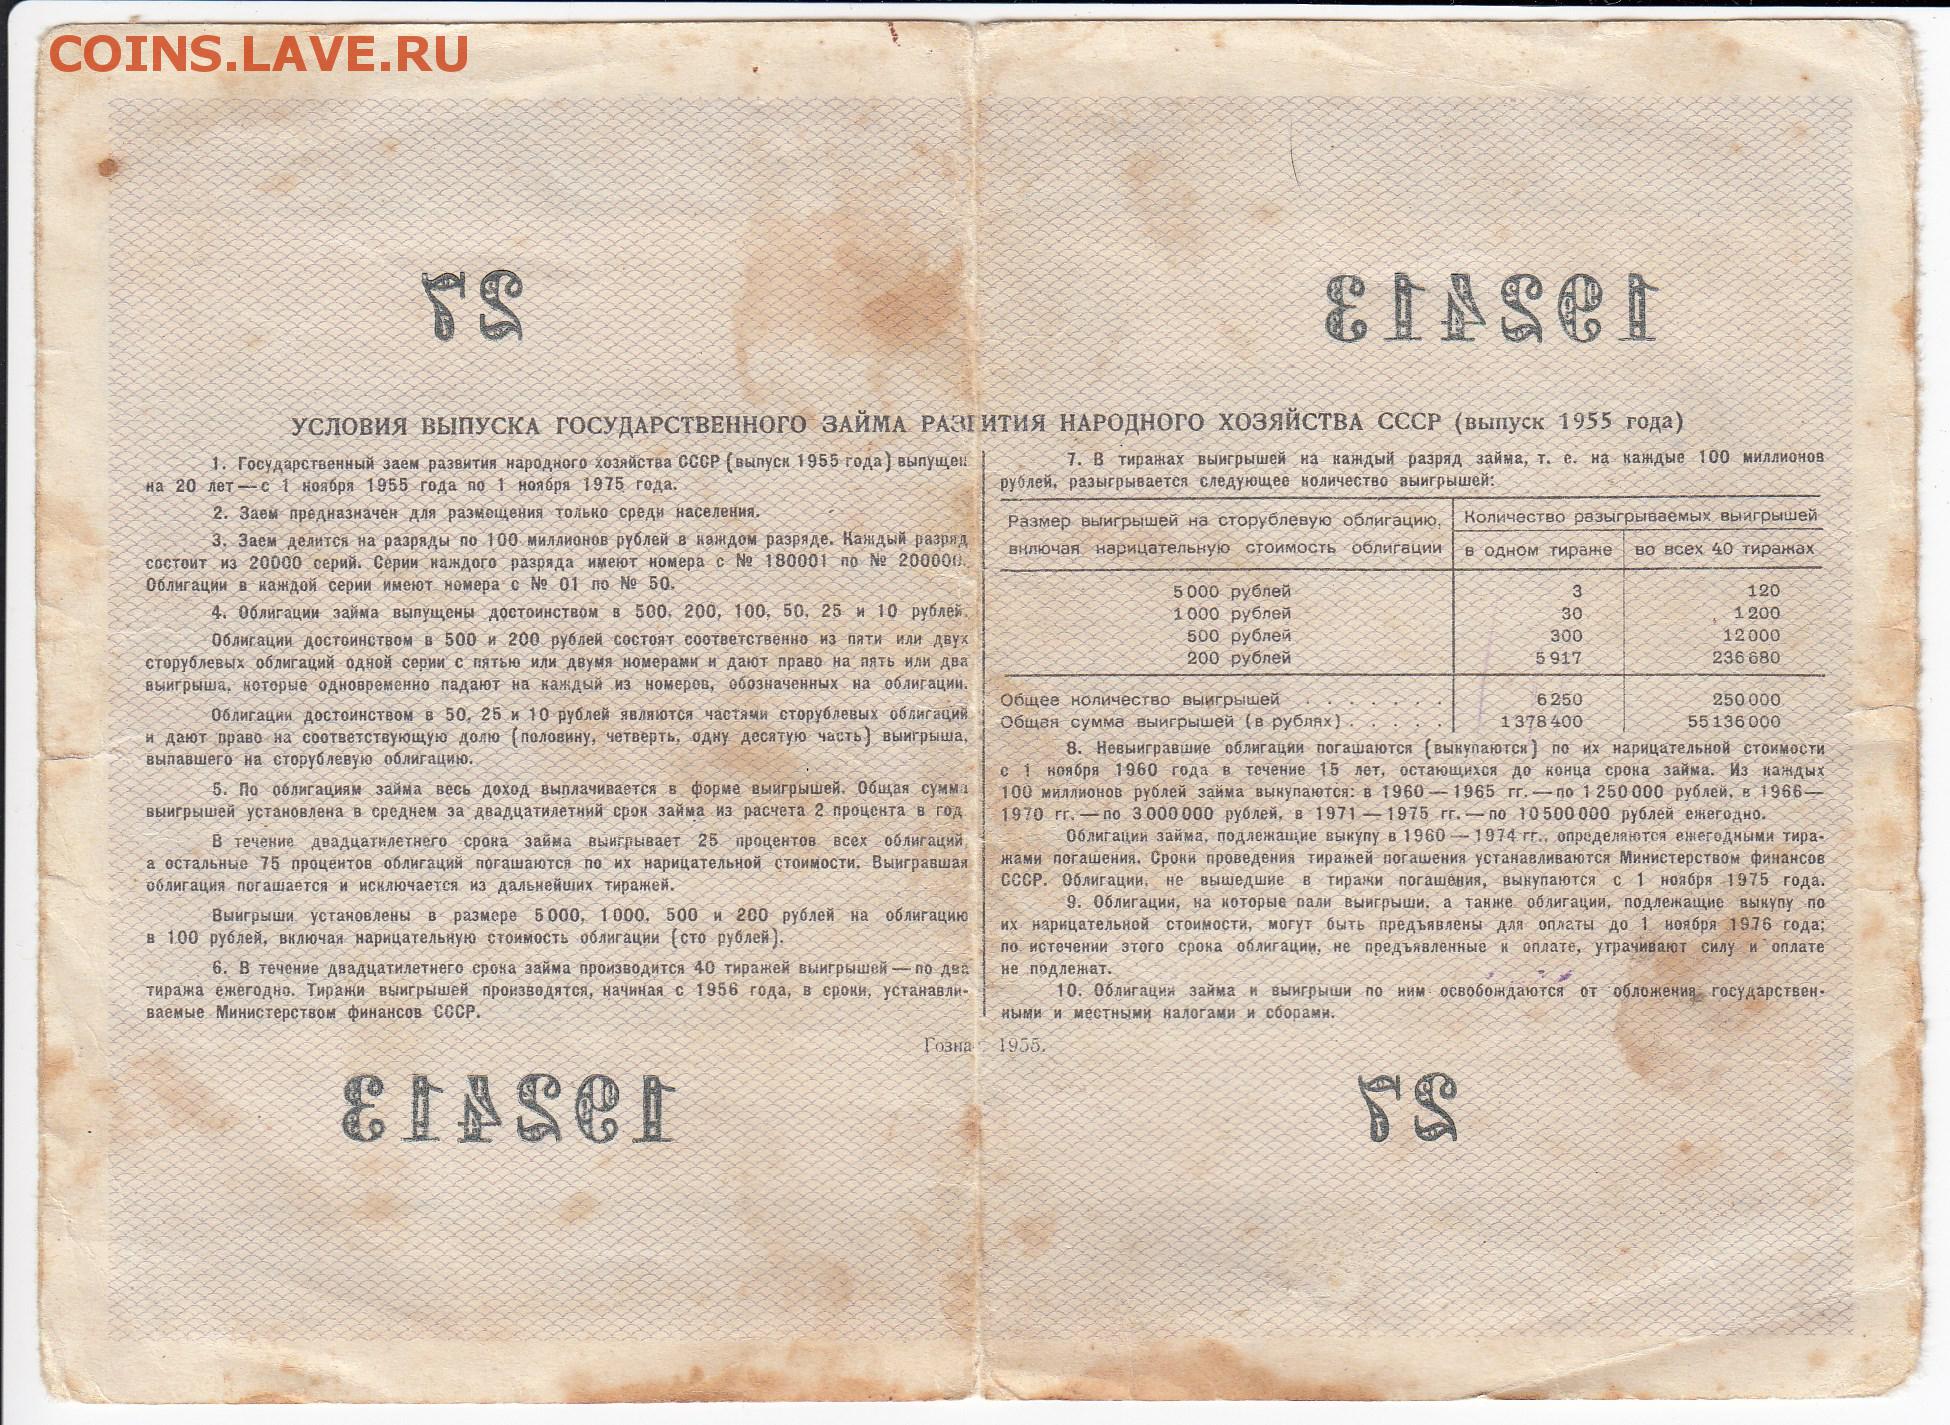 COINS.LAVE.RU
27 192413
УСЛОВИЯ ВЫПУСКА ГОСУДАРСТВЕННОГО ЗАЙМА РАЗВИТИЯ НАРОДНОГО ХОЗЯЙСТВА СССР (выпуск 1955 года)
1. Государственный заем развития народного хозяйства СССР (выпуск 1955 года) выпущен
на 20 лет — с 1 ноября 1955 года по 1 ноября 1975 года.
2. Заем предназначен для размещения только среди населения.
3. Заем делится на разряды по 100 миллионов рублей в каждом разряде. Каждый разряд
состоит из 20000 серий. Серии каждого разряда имеют номера с № 180001 по № 200000.
Облигации в каждой серии имеют номера с № 01 по № 50.
4. Облигации займа выпущены достоинством в 500, 200, 100, 50, 25 и 10 рублей.
Облигации достоинством в 500 и 200 рублей состоят соответственно из пяти или двух
сторублевых облигаций одной серии с пятью или двумя номерами и дают право на пять или два
выигрыша, которые одновременно падают на каждый из номеров, обозначенных на облигации.
Облигации достоинством в 50, 25 и 10 рублей являются частями сторублевых облигаций
и дают право на соответствующую долю (половину, четверть, одну десятую часть) выигрыша,
выпавшего на сторублевую облигацию.
5. По облигациям займа весь доход выплачивается в форме выигрышей. Общая сумма
выигрышей установлена в среднем за двадцатилетний срок займа из расчета 2 процента в год
В течение двадцатилетнего срока займа выигрывает 25 процентов всех облигаций,
а остальные 75 процентов облигаций погашаются по их нарицательной стоимости. Выигравшая
облигация погашается и исключается из дальнейших тиражей.
Выигрыши установлены в размере 5000, 1000, 500 и 200 рублей на облигацию
в 100 рублей, включая нарицательную стоимость облигации (сто рублей).
6. В течение двадцатилетнего срока займа производится 40 тиражей выигрышей — по два
тиража ежегодно. Тиражи выигрышей производятся, начиная с 1956 года, в сроки, устанавли-
ваемые Министерством финансов СССР.
7. В тиражах выигрышей на каждый разряд займа, т. е. на каждые 100 миллионов
рублей, разыгрывается следующее количество выигрышей:
Размер выигрышей на сторублевую облигацию, Количество разыгрываемых выигрышей
включая нарицательную стоимость облигации в одном тираже во всех 40 тиражах
5000 рублей 3 120
1000 рублей 30 1200
500 рублей 300 12000
200 рублей 5917 236680
Общее количество выигрышей . . . . . . . . 6250 250000
Общая сумма выигрышей (в рублях) . . . . . 1378400 55136000
8. Невыигравшие облигации погашаются (выкупаются) по их нарицательной стоимости
с 1 ноября 1960 года в течение 15 лет, остающихся до конца срока займа. Из каждых
100 миллионов рублей займа выкупаются: в 1960 — 1965 гг. — по 1250000 рублей, в 1966—
1970 гг. — по 3000000 рублей, в 1971 — 1975 гг. — по 10500000 рублей ежегодно.
Облигации займа, подлежащие выкупу в 1960 — 1974 гг., определяются ежегодными тира-
жами погашения. Сроки проведения тиражей погашения устанавливаются Министерством финансов
СССР. Облигации, не вышедшие в тиражи погашения, выкупаются с 1 ноября 1975 года.
9. Облигации, на которые пали выигрыши, а также облигации, подлежащие выкупу по
их нарицательной стоимости, могут быть предъявлены для оплаты до 1 ноября 1976 года;
по истечении этого срока облигации, не предъявленные к оплате, утрачивают силу и оплате
не подлежат.
10. Облигации займа и выигрыши по ним освобождаются от обложения государствен-
ными и местными налогами и сборами.
Гознак 1955.
192413 27